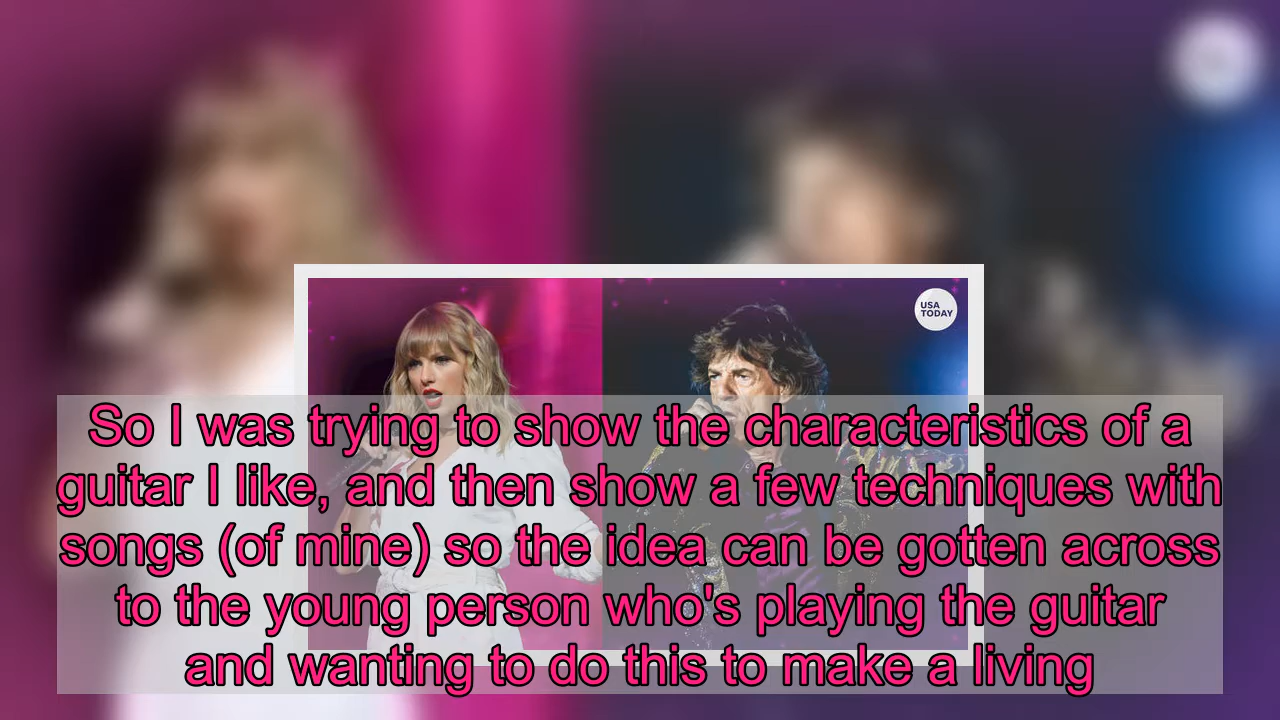 USA
TODAY
So I was trying to show the characteristics of a
guitar I like, and then show a few techniques with
songs (of mine) so the idea can be gotten across
to the young person who's playing the guitar
and wanting to do this to make a living